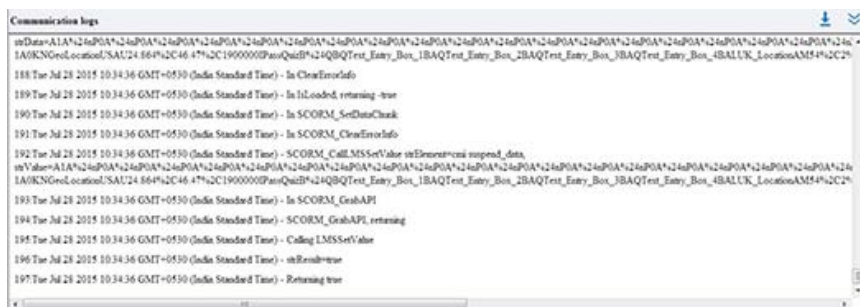 Communication logs
strData=A1A%24nP0A%24nP0A%24nP0A%24nP0A%24nP0A%24nP0A%24nP0A%24nP0A%24nP0A%24nP0A%24nP0A%24nP0A%24nP0A%24nP0A%24nP0A%24n
1A0KNGeoLocationUSAU24.864%2C46.47%2C1900000IPassQuizB%24QBQText_Entry_Box_1BAQText_Entry_Box_2BAQText_Entry_Box_3BAQText_Entry_Box_4BALUK_LocationAM54%2C2%
188:Tue Jul 28 2015 10:34:36 GMT+0530 (India Standard Time) - In ClearErrorInfo
189:Tue Jul 28 2015 10:34:36 GMT+0530 (India Standard Time) - In IsLoaded, returning -true
190:Tue Jul 28 2015 10:34:36 GMT+0530 (India Standard Time) - In SCORM_SetDataChunk
191:Tue Jul 28 2015 10:34:36 GMT+0530 (India Standard Time) - In SCORM_ClearErrorInfo
192:Tue Jul 28 2015 10:34:36 GMT+0530 (India Standard Time) - SCORM_CallLMSSetValue strElement=cmi.suspend_data,
strValue=A1A%24nP0A%24nP0A%24nP0A%24nP0A%24nP0A%24nP0A%24nP0A%24nP0A%24nP0A%24nP0A%24nP0A%24nP0A%24nP0A%24nP0A%24nP0A%24n
1A0KNGeoLocationUSAU24.864%2C46.47%2C1900000IPassQuizB%24QBQText_Entry_Box_1BAQText_Entry_Box_2BAQText_Entry_Box_3BAQText_Entry_Box_4BALUK_LocationAM54%2C2%
193:Tue Jul 28 2015 10:34:36 GMT+0530 (India Standard Time) - In SCORM_GrabAPI
194:Tue Jul 28 2015 10:34:36 GMT+0530 (India Standard Time) - SCORM_GrabAPI, returning
195:Tue Jul 28 2015 10:34:36 GMT+0530 (India Standard Time) - Calling LMSSetValue
196:Tue Jul 28 2015 10:34:36 GMT+0530 (India Standard Time) - strResult=true
197:Tue Jul 28 2015 10:34:36 GMT+0530 (India Standard Time) - Returning true